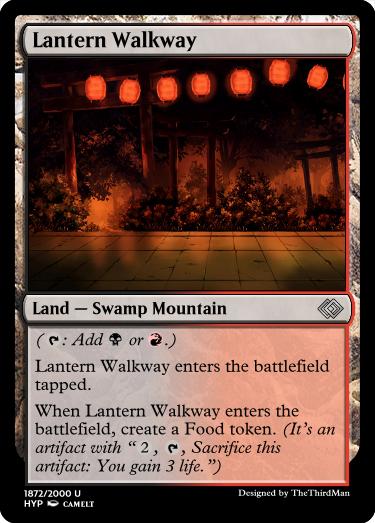 Lantern Walkway
Land — Swamp Mountain
( : Add or .)
Lantern Walkway enters the battlefield
tapped.
When Lantern Walkway enters the
battlefield, create a Food token. (It's an
artifact with “ 2 , , Sacrifice this
artifact: You gain 3 life.”)
1872/2000 U
HYP CAMELT
Designed by TheThirdMan